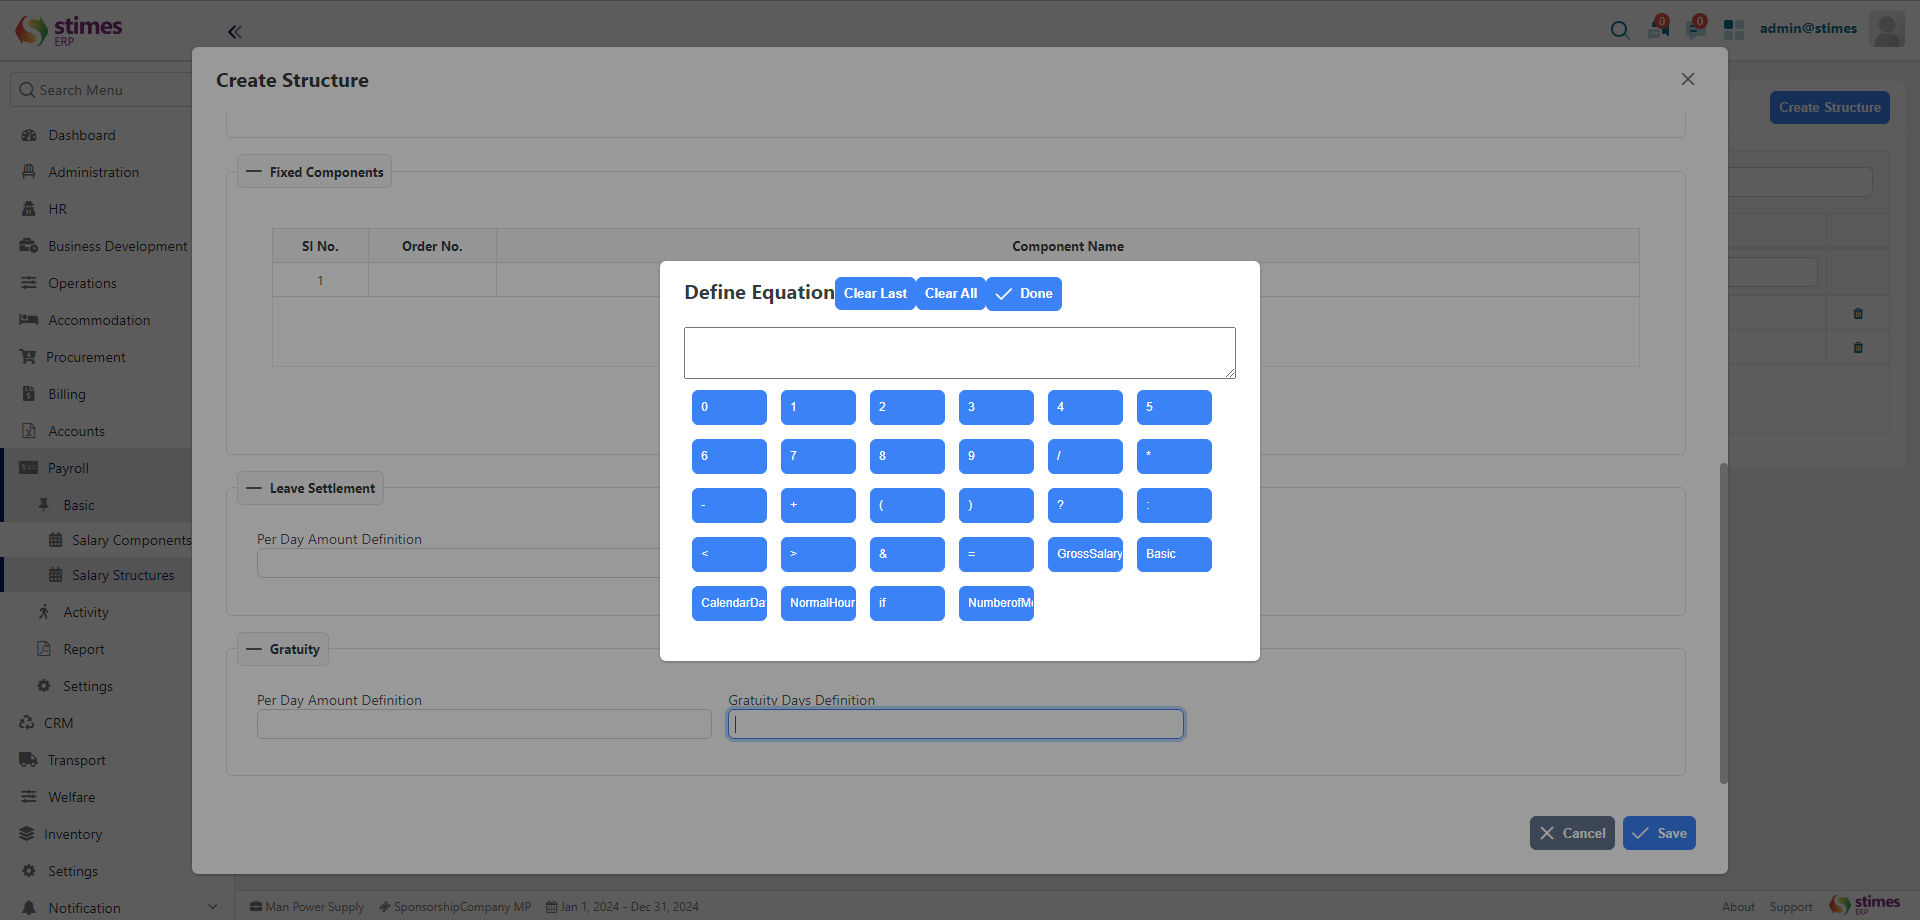 stimes
ERP
0
0
admin@stimes
Search Menu
Dashboard
Administration
HR
Business Development
Operations
Accommodation
Procurement
Billing
Accounts
Payroll
Basic
Salary Components
Salary Structures
Activity
Report
Settings
CRM
Transport
Welfare
Inventory
Settings
Notification
Create Structure
Create Structure
Fixed Components
Sl No. Order No. Component Name
1
Leave Settlement
Per Day Amount Definition
Gratuity
Per Day Amount Definition Gratuity Days Definition
Define Equation Clear Last Clear All Done
0 1 2 3 4 5
6 7 8 9 / *
- + ( ) ? :
< > & = GrossSalary Basic
CalendarDa NormalHour if NumberofMo
Cancel Save
Man Power Supply SponsorshipCompany MP Jan 1, 2024 - Dec 31, 2024
About Support stimes
ERP